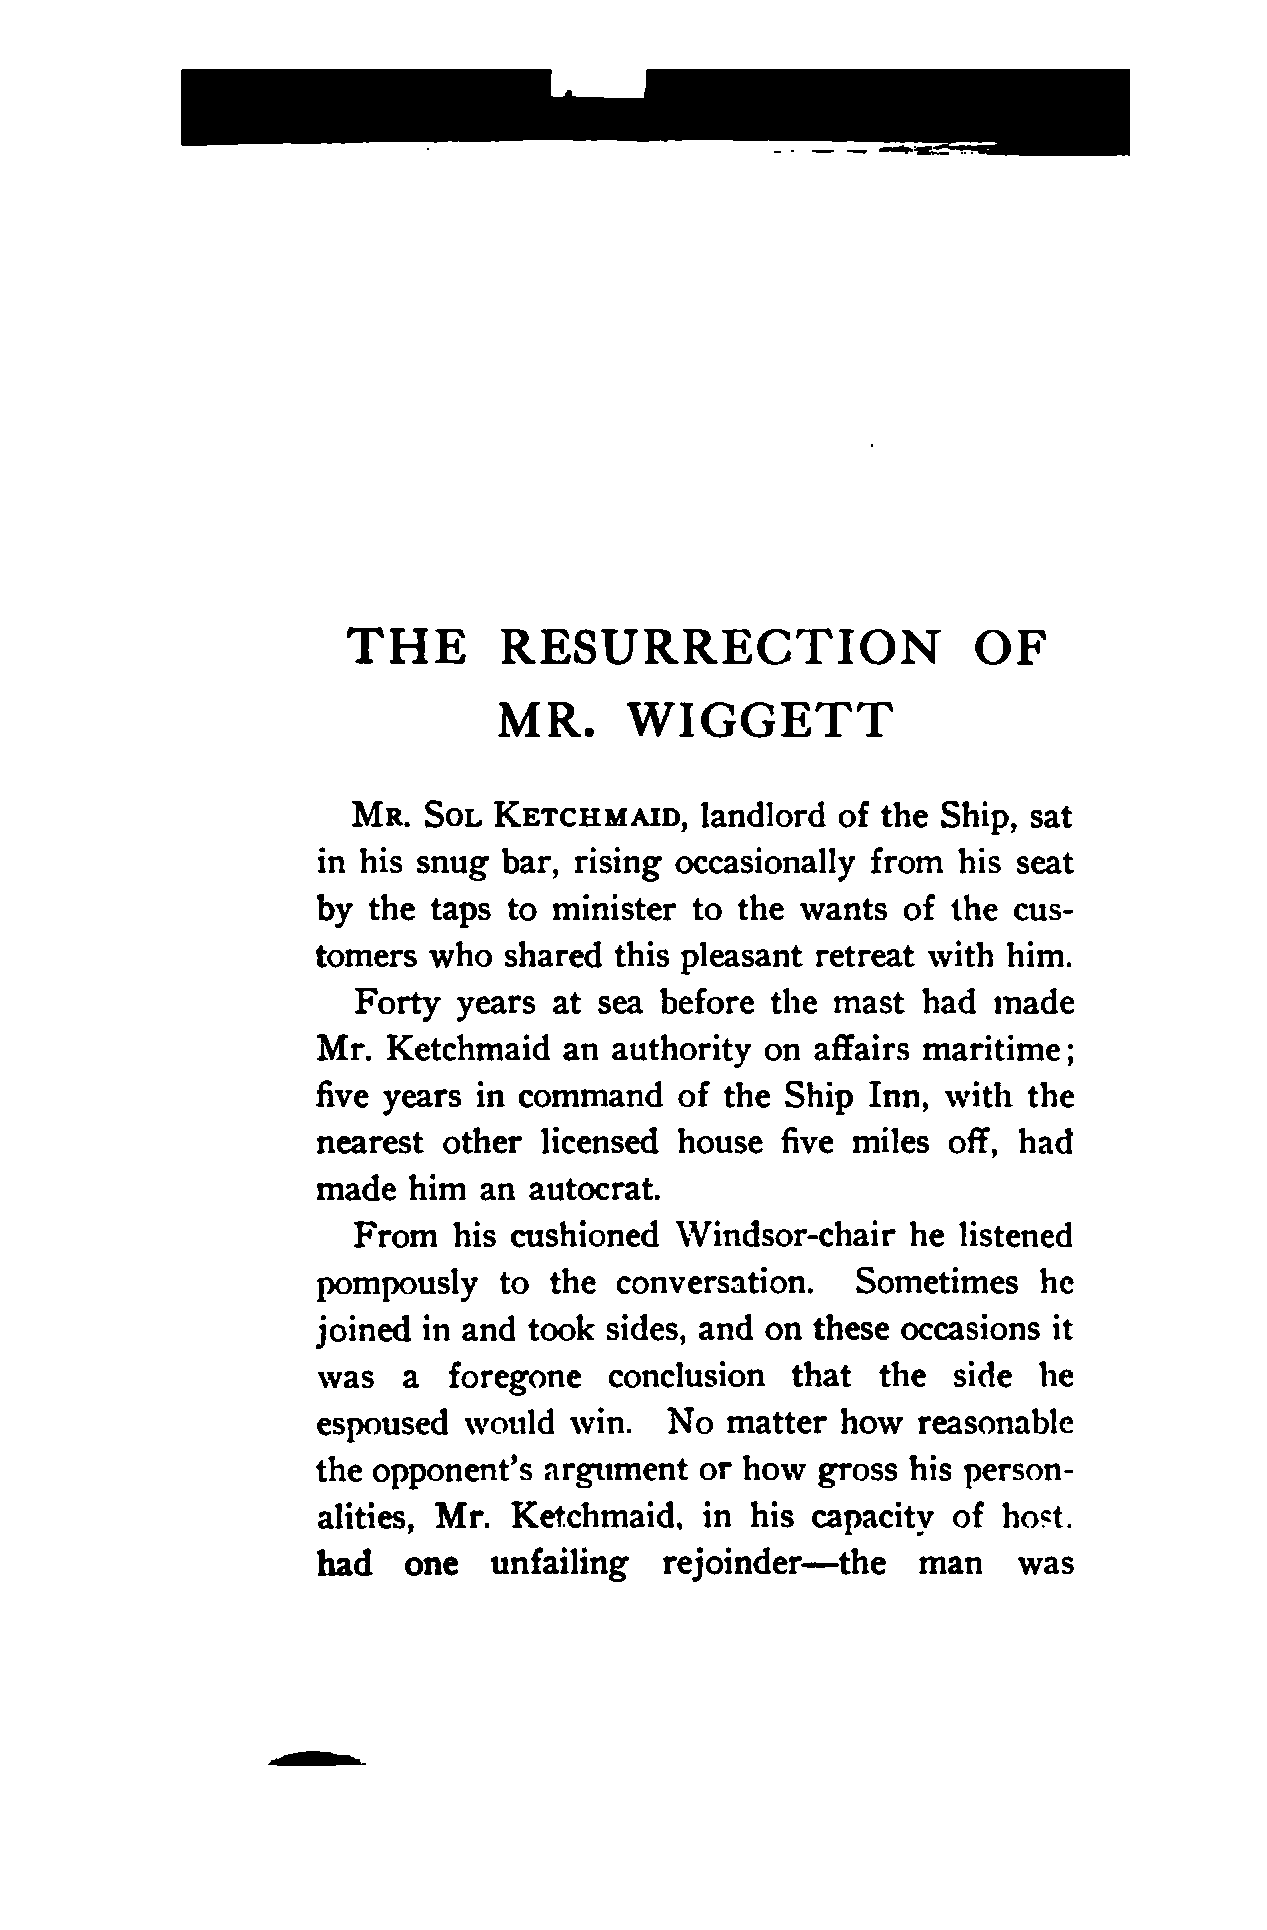 THE RESURRECTION OF
MR. WIGGETT
MR. SOL KETCHMAID, landlord of the Ship, sat
in his snug bar, rising occasionally from his seat
by the taps to minister to the wants of the cus-
tomers who shared this pleasant retreat with him.
Forty years at sea before the mast had made
Mr. Ketchmaid an authority on affairs maritime;
five years in command of the Ship Inn, with the
nearest other licensed house five miles off, had
made him an autocrat.
From his cushioned Windsor-chair he listened
pompously to the conversation. Sometimes he
joined in and took sides, and on these occasions it
was a foregone conclusion that the side he
espoused would win. No matter how reasonable
the opponent's argument or how gross his person-
alities, Mr. Ketchmaid, in his capacity of host.
had one unfailing rejoinder—the man was